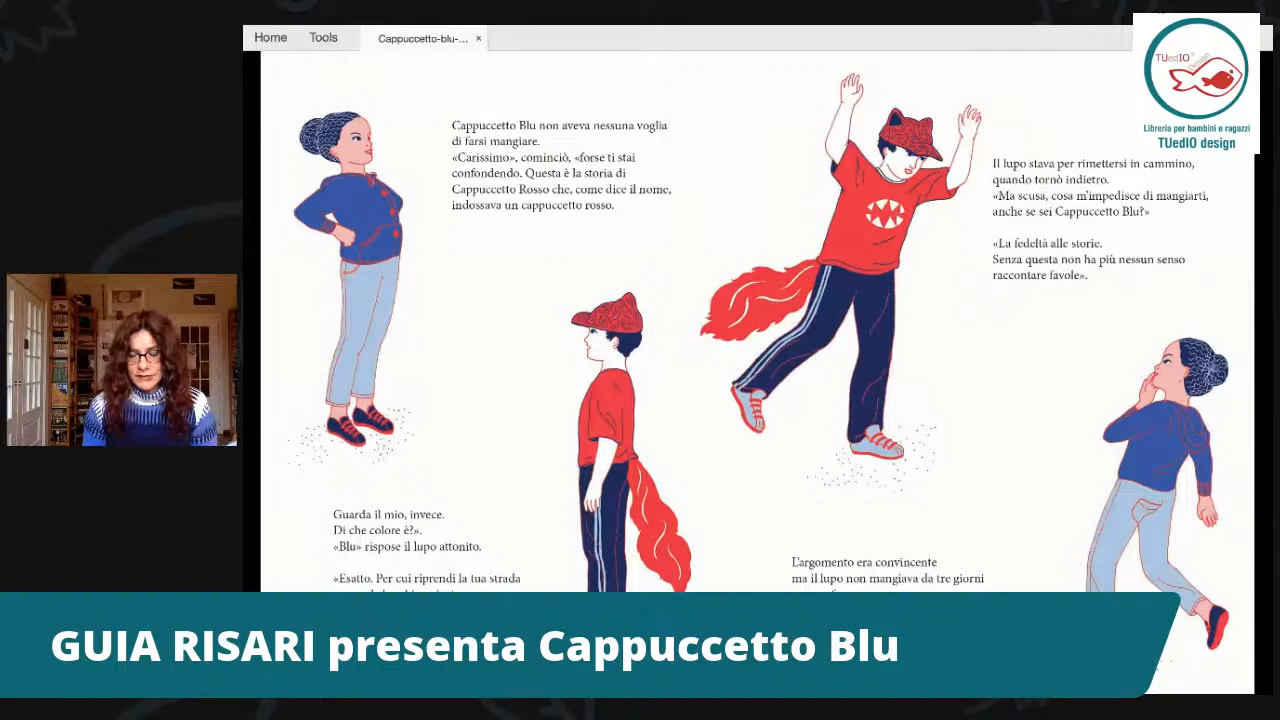 Home
Tools
Cappuccetto-blu-...
×
TUedIO
Design
Libreria per bambini e ragazzi
TUedIO design
Cappuccetto Blu non aveva nessuna voglia
di farsi mangiare.
«Carissimo», cominciò, «forse ti stai
confondendo. Questa è la storia di
Cappuccetto Rosso che, come dice il nome,
indossava un cappuccetto rosso.
Guarda il mio, invece.
Di che colore è?».
«Blu» rispose il lupo attonito.
«Esatto. Per cui riprendi la tua strada
Il lupo stava per rimettersi in cammino,
quando tornò indietro.
«Ma scusa, cosa m'impedisce di mangiarti,
anche se sei Cappuccetto Blu?»
«La fedeltà alle storie.
Senza questa non ha più nessun senso
raccontare favole».
L'argomento era convincente
ma il lupo non mangiava da tre giorni
GUIA RISARI presenta Cappuccetto Blu